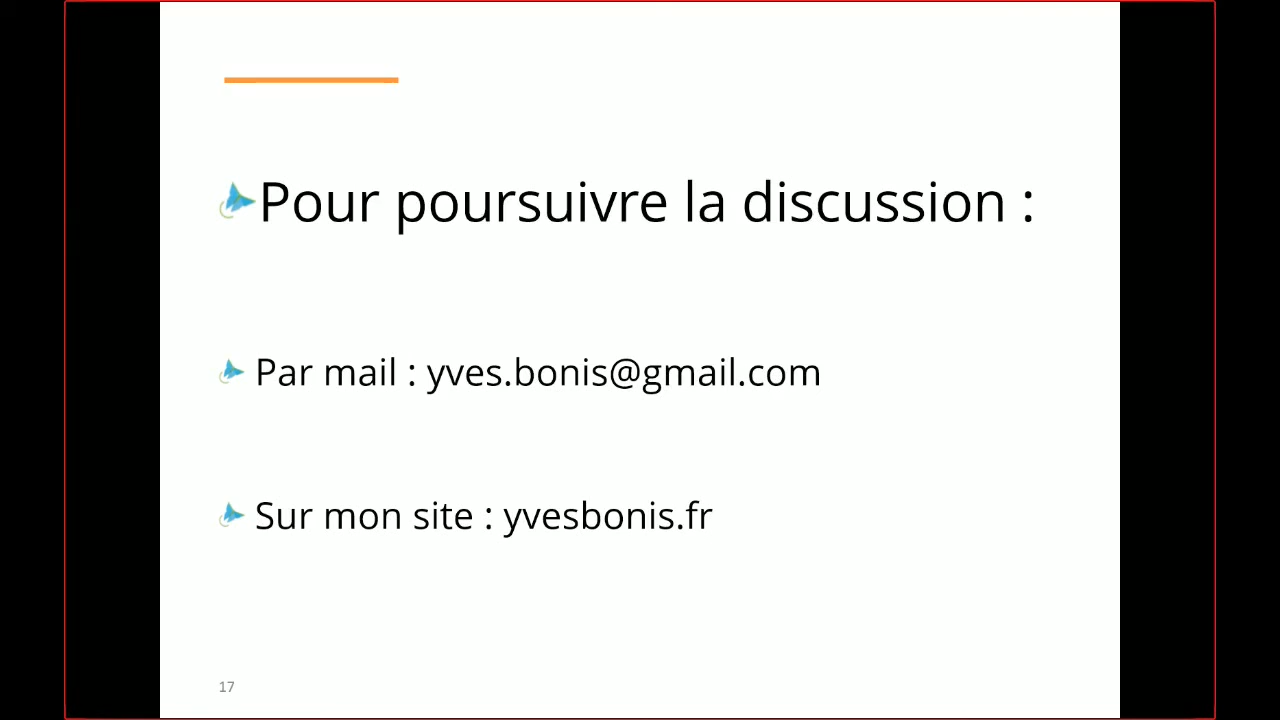 Pour poursuivre la discussion :
Par mail : yves.bonis@gmail.com
Sur mon site : yvesbonis.fr
17